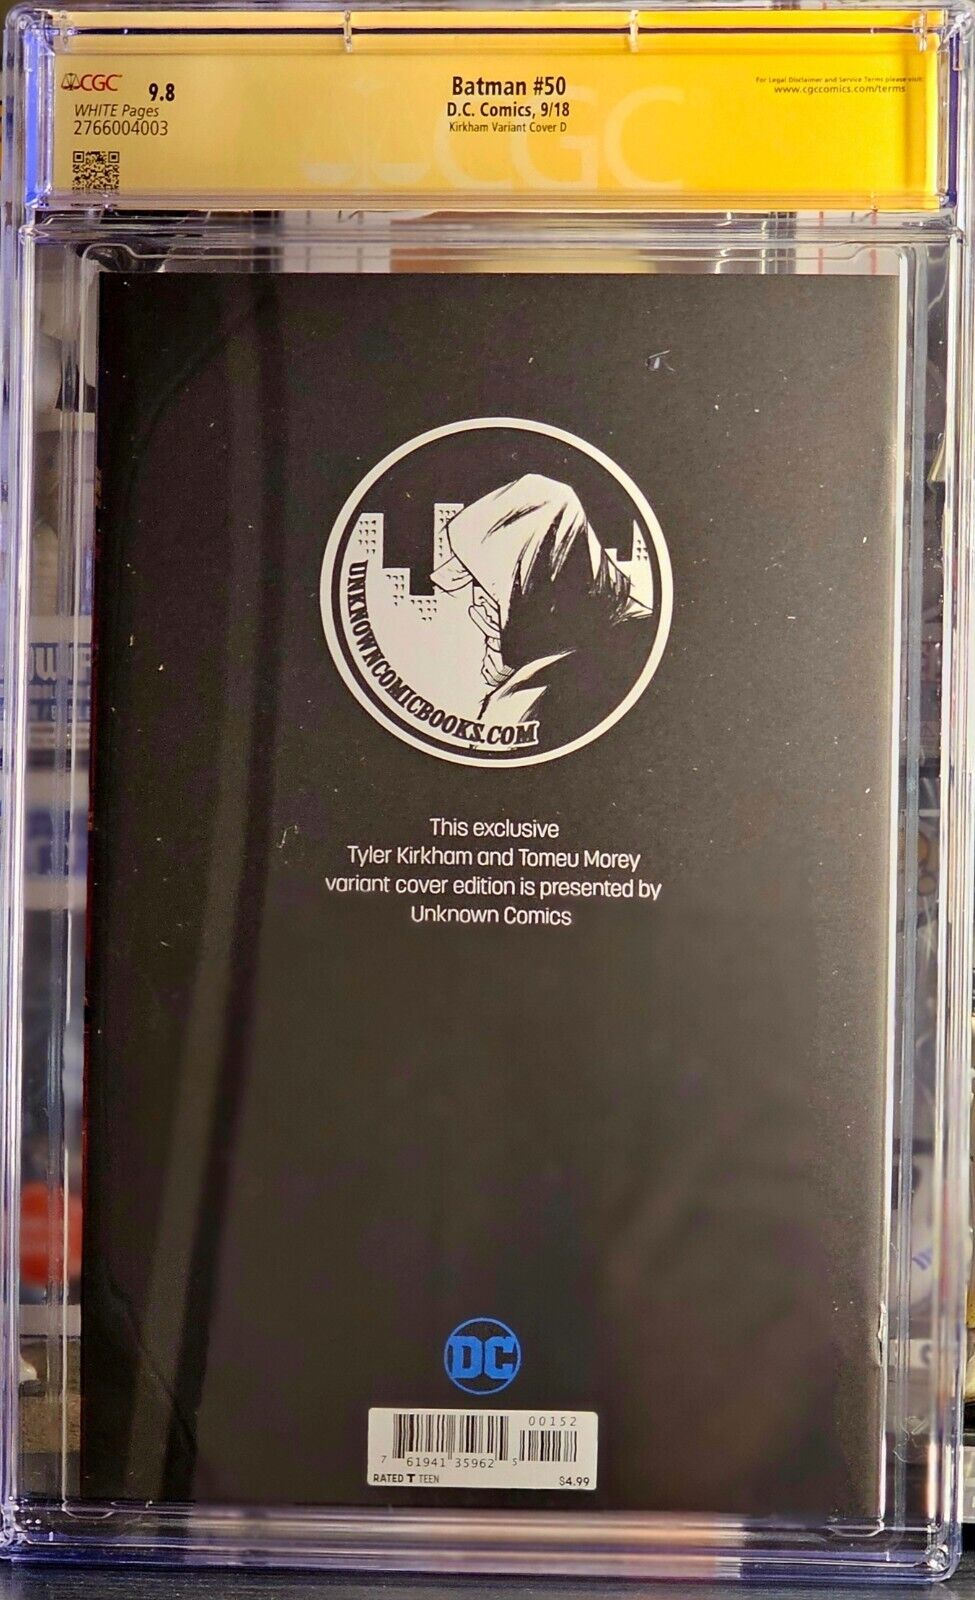 CGC 9.8
WHITE Pages
2766004003
Batman #50
D.C. Comics, 9/18
Kirkham Variant Cover D
For Legal Disclaimer and Service Terms please visit:
www.cgccomics.com/terms
CGC
UNKNOWNCOMICBOOKS.COM
This exclusive
Tyler Kirkham and Tomeu Morey
variant cover edition is presented by
Unknown Comics
DC
00152
7 61941 35962 5
RATED T TEEN $4.99